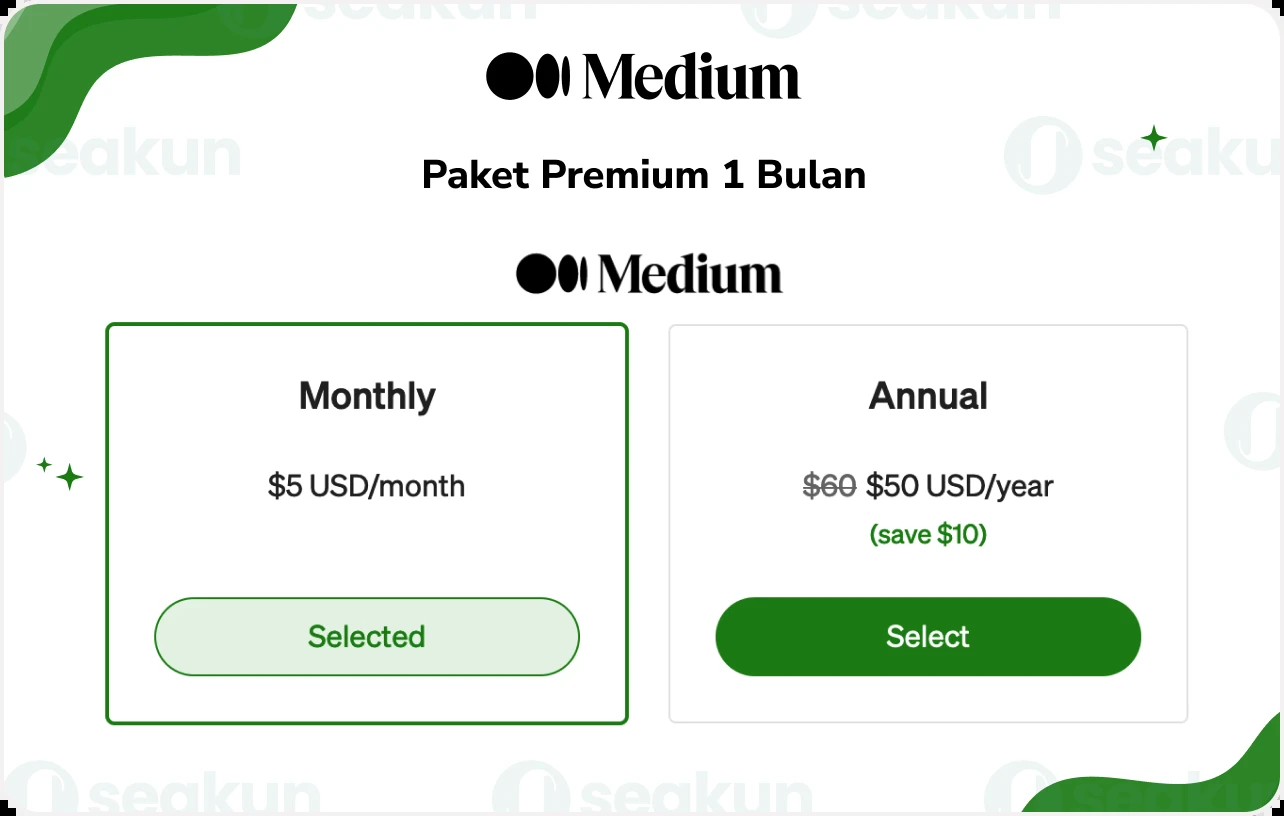 seakun seakun
Medium
seakun seaku
Paket Premium 1 Bulan
Medium
Monthly
$5 USD/month
Selected
Annual
$60 $50 USD/year
(save $10)
Select
seakun seakun seakun